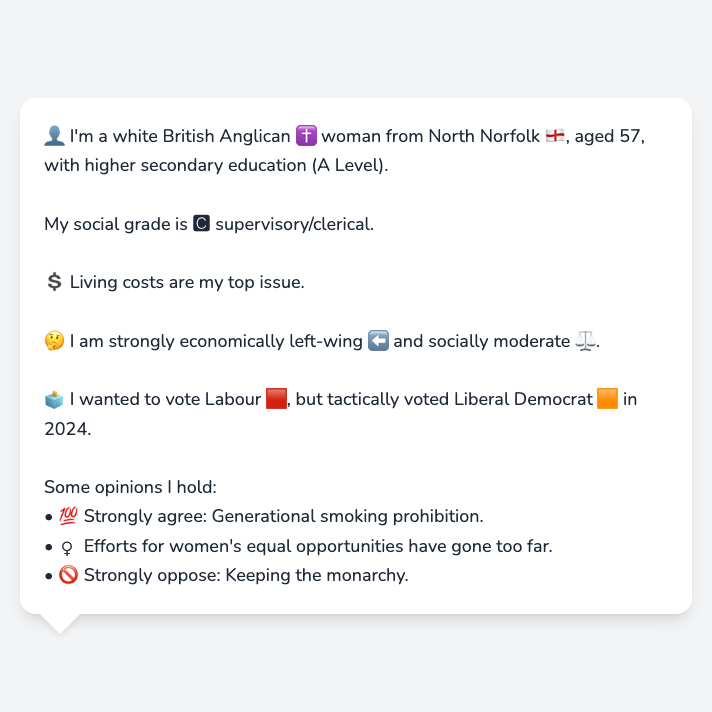 👤 I'm a white British Anglican ✝️ woman from North Norfolk 🏴󠁧󠁢󠁥󠁮󠁧󠁿, aged 57,
with higher secondary education (A Level).
My social grade is 🅲 supervisory/clerical.
💲 Living costs are my top issue.
🤔 I am strongly economically left-wing ⬅️ and socially moderate ⚖️.
🗳️ I wanted to vote Labour 🟥, but tactically voted Liberal Democrat 🟧 in
2024.
Some opinions I hold:
• 💯 Strongly agree: Generational smoking prohibition.
• ♀ Efforts for women's equal opportunities have gone too far.
• 🚫 Strongly oppose: Keeping the monarchy.